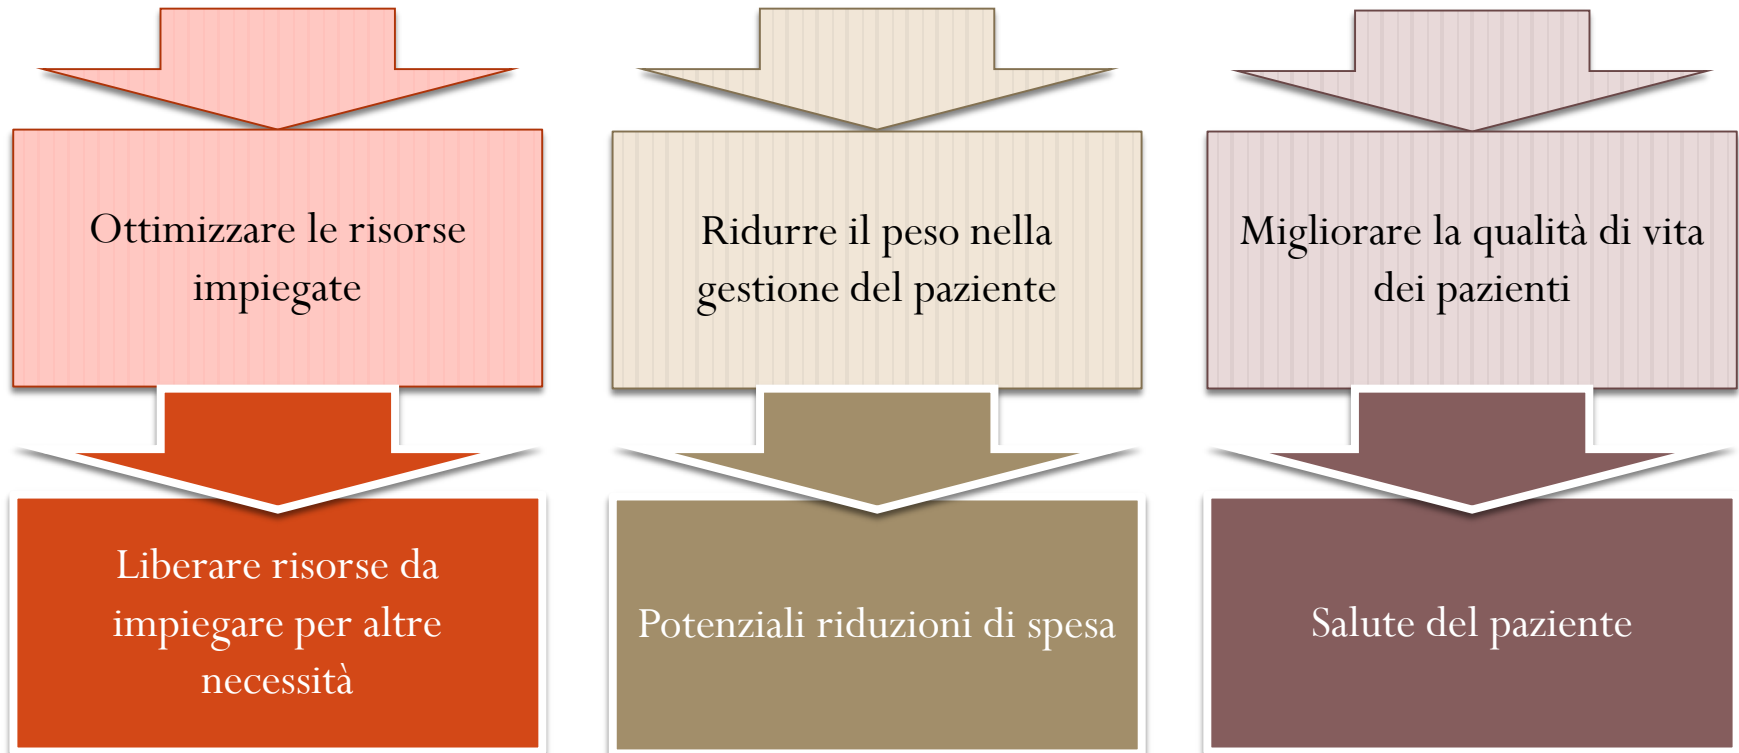 Ottimizzare le risorse
impiegate
Ridurre il peso nella
gestione del paziente
Migliorare la qualità di vita
dei pazienti
Liberare risorse da
impiegare per altre
necessità
Potenziali riduzioni di spesa
Salute del paziente